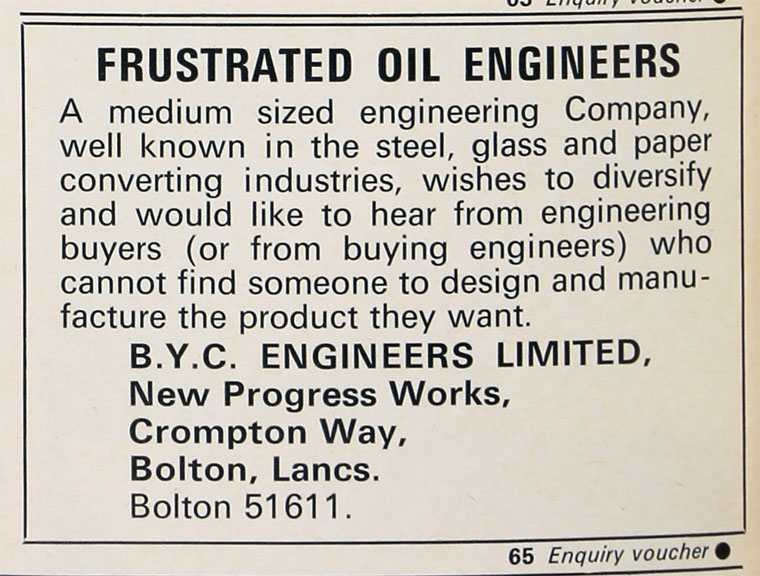 65 Enquiry voucher
FRUSTRATED OIL ENGINEERS
A medium sized engineering Company,
well known in the steel, glass and paper
converting industries, wishes to diversify
and would like to hear from engineering
buyers (or from buying engineers) who
cannot find someone to design and manu-
facture the product they want.
B.Y.C. ENGINEERS LIMITED,
New Progress Works,
Crompton Way,
Bolton, Lancs.
Bolton 51611.
65 Enquiry voucher